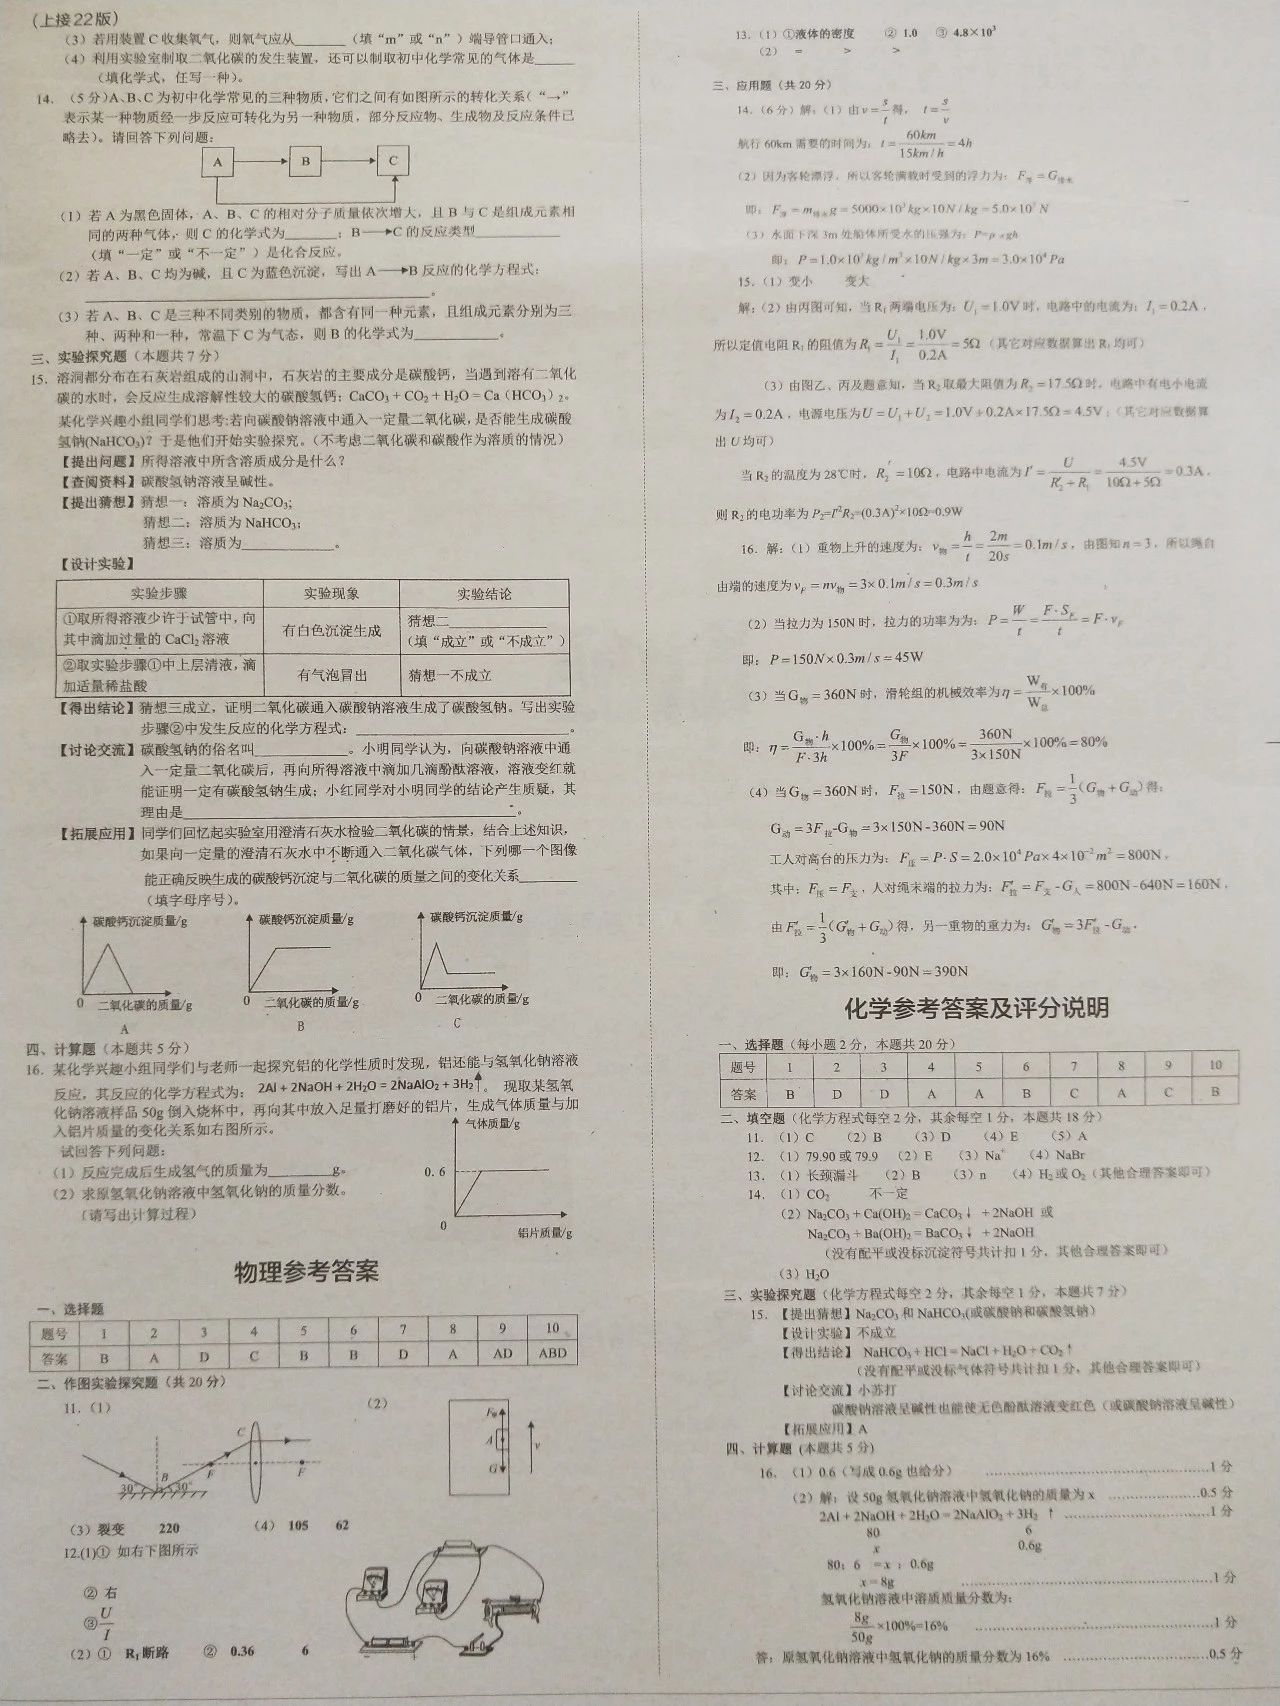 （上接22版）
（3）若用装置C收集氧气，则氧气应从______（填“m”或“n”）端导管口通入；
（4）利用实验室制取二氧化碳的发生装置，还可以制取初中化学常见的气体是______
（填化学式，任写一种）。
14.（5分）A、B、C为初中化学常见的三种物质，它们之间有如图所示的转化关系（“→”
表示某一种物质经一步反应可转化为另一种物质，部分反应物、生成物及反应条件已
略去）。请回答下列问题：
A B C
（1）若A为黑色固体，A、B、C的相对分子质量依次增大，且B与C是组成元素相
同的两种气体，则C的化学式为______；B→C的反应类型__________
（填“一定”或“不一定”）是化合反应。
（2）若A、B、C均为碱，且C为蓝色沉淀，写出A→B反应的化学方程式：
__________________________。
（3）若A、B、C是三种不同类别的物质，都含有同一种元素，且组成元素分别为三
种、两种和一种，常温下C为气态，则B的化学式为__________。
三、实验探究题（本题共7分）
15. 溶洞都分布在石灰岩组成的山洞中，石灰岩的主要成分是碳酸钙，当遇到溶有二氧化
碳的水时，会反应生成溶解性较大的碳酸氢钙：CaCO₃+CO₂+H₂O=Ca（HCO₃）₂。
某化学兴趣小组同学们思考:若向碳酸钠溶液中通入一定量二氧化碳,是否能生成碳酸
氢钠(NaHCO₃)？于是他们开始实验探究。（不考虑二氧化碳和碳酸作为溶质的情况）
【提出问题】所得溶液中所含溶质成分是什么？
【查阅资料】碳酸氢钠溶液呈碱性。
【提出猜想】猜想一：溶质为Na₂CO₃;
猜想二：溶质为NaHCO₃；
猜想三：溶质为____________。
【设计实验】
实验步骤 实验现象 实验结论
①取所得溶液少许于试管中，向其中滴加过量的CaCl₂溶液 有白色沉淀生成 猜想二____________（填“成立”或“不成立”）
②取实验步骤①中上层清液，滴加适量稀盐酸 有气泡冒出 猜想一不成立
【得出结论】猜想三成立，证明二氧化碳通入碳酸钠溶液生成了碳酸氢钠。写出实验
步骤②中发生反应的化学方程式：__________________。
【讨论交流】碳酸氢钠的俗名叫__________。小明同学认为，向碳酸钠溶液中通
入一定量二氧化碳后，再向所得溶液中滴加几滴酚酞溶液，溶液变红就
能证明一定有碳酸氢钠生成；小红同学对小明同学的结论产生质疑，其
理由是__________________________。
【拓展应用】同学们回忆起实验室用澄清石灰水检验二氧化碳的情景，结合上述知识，
如果向一定量的澄清石灰水中不断通入二氧化碳气体，下列哪一个图像
能正确反映生成的碳酸钙沉淀与二氧化碳的质量之间的变化关系________
（填字母序号）。
碳酸钙沉淀质量/g 碳酸钙沉淀质量/g 碳酸钙沉淀质量/g
0 二氧化碳的质量/g 0 二氧化碳的质量/g 0 二氧化碳的质量/g
A B C
四、计算题（本题共5分）
16. 某化学兴趣小组同学们与老师一起探究铝的化学性质时发现，铝还能与氢氧化钠溶液
反应，其反应的化学方程式为：2Al+2NaOH+2H₂O=2NaAlO₂+3H₂↑。现取某氢氧
化钠溶液样品50g倒入烧杯中，再向其中放入足量打磨好的铝片，生成气体质量与加
入铝片质量的变化关系如右图所示。
试回答下列问题：
（1）反应完成后生成氢气的质量为________g。
（2）求原氢氧化钠溶液中氢氧化钠的质量分数。
（请写出计算过程）
气体质量/g
0.6
0
铝片质量/g
物理参考答案
一、选择题
题号 1 2 3 4 5 6 7 8 9 10
答案 B A D C B B D A AD ABD
二、作图实验探究题（共20分）
11.（1） （2）
C B F F 30° 30°
F浮 A G v
（3）裂变 220 （4）105 62
12.(1)① 如右下图所示
② 右
③U/I
（2）① R₁断路 ② 0.36 6
13.（1）①液体的密度 ② 1.0 ③ 4.8×10³
（2） = > >
三、应用题（共20分）
14.（6分）解：（1）由v=s/t得，t=s/v
航行60km需要的时间为：t=60km/15km/h=4h
（2）因为客轮漂浮，所以客轮满载时受到的浮力为：F浮=G排水
即：F浮=m排水g=5000×10³kg×10N/kg=5.0×10⁷N
（3）水面下深3m处船体所受水的压强为：P=ρ水gh
即：P=1.0×10³kg/m³×10N/kg×3m=3.0×10⁴Pa
15.（1）变小 变大
解：（2）由丙图可知，当R₁两端电压为：U₁=1.0V时，电路中的电流为：I₁=0.2A，
所以定值电阻R₁的阻值为R₁=U₁/I₁=1.0V/0.2A=5Ω（其它对应数据算出R₁均可）
（3）由图乙、丙及题意知，当R₂取最大阻值为R₂=17.5Ω时，电路中有电小电流
为I₂=0.2A，电源电压为U=U₁+U₂=1.0V+0.2A×17.5Ω=4.5V；（其它对应数据算
出U均可）
当R₂的温度为28℃时，R₂′=10Ω，电路中电流为I′=U/(R₂′+R₁)=4.5V/(10Ω+5Ω)=0.3A，
则R₂的电功率为P₂=I′²R₂=(0.3A)²×10Ω=0.9W
16．解：（1）重物上升的速度为：v物=h/t=2m/20s=0.1m/s，由图知n=3，所以绳自
由端的速度为v_F=nv物=3×0.1m/s=0.3m/s
（2）当拉力为150N时，拉力的功率为为：P=W/t=F·S_F/t=F·v_F
即：P=150N×0.3m/s=45W
（3）当G物=360N时，滑轮组的机械效率为η=W有/W总×100%
即：η=G物·h/F·3h×100%=G物/3F×100%=360N/3×150N×100%=80%
（4）当G物=360N时，F拉=150N，由题意得：F拉=1/3（G物+G动）得：
G动=3F拉-G物=3×150N-360N=90N
工人对高台的压力为：F压=P·S=2.0×10⁴Pa×4×10⁻²m²=800N，
其中：F压=F支，人对绳末端的拉力为：F′拉=F支-G人=800N-640N=160N，
由F′拉=1/3（G′物+G动）得，另一重物的重力为：G′物=3F′拉-G动，
即：G′物=3×160N-90N=390N
化学参考答案及评分说明
一、选择题（每小题2分，本题共20分）
题号 1 2 3 4 5 6 7 8 9 10
答案 B D D A A B C A C B
二、填空题（化学方程式每空2分，其余每空1分，本题共18分）
11.（1）C （2）B （3）D （4）E （5）A
12.（1）79.90或79.9 （2）E （3）Na⁺ （4）NaBr
13.（1）长颈漏斗 （2）B （3）n （4）H₂或O₂（其他合理答案即可）
14.（1）CO₂ 不一定
（2）Na₂CO₃+Ca(OH)₂=CaCO₃↓+2NaOH 或
Na₂CO₃+Ba(OH)₂=BaCO₃↓+2NaOH
（没有配平或没标沉淀符号共计扣1分，其他合理答案即可）
（3）H₂O
三、实验探究题（化学方程式每空2分，其余每空1分，本题共7分）
15.【提出猜想】Na₂CO₃和NaHCO₃(或碳酸钠和碳酸氢钠）
【设计实验】不成立
【得出结论】NaHCO₃+HCl=NaCl+H₂O+CO₂↑
（没有配平或没标气体符号共计扣1分，其他合理答案即可）
【讨论交流】小苏打
碳酸钠溶液呈碱性也能使无色酚酞溶液变红色（或碳酸钠溶液呈碱性）
【拓展应用】A
四、计算题（本题共5分）
16.（1）0.6（写成0.6g也给分） ……………………1分
（2）解：设50g氢氧化钠溶液中氢氧化钠的质量为x ……………0.5分
2Al+2NaOH+2H₂O=2NaAlO₂+3H₂↑ ……………………1分
80 6
x 0.6g
80：6 =x：0.6g
x=8g ……………………1分
氢氧化钠溶液中溶质质量分数为：
8g/50g×100%=16% ……………………1分
答：原氢氧化钠溶液中氢氧化钠的质量分数为16% ……………………0.5分